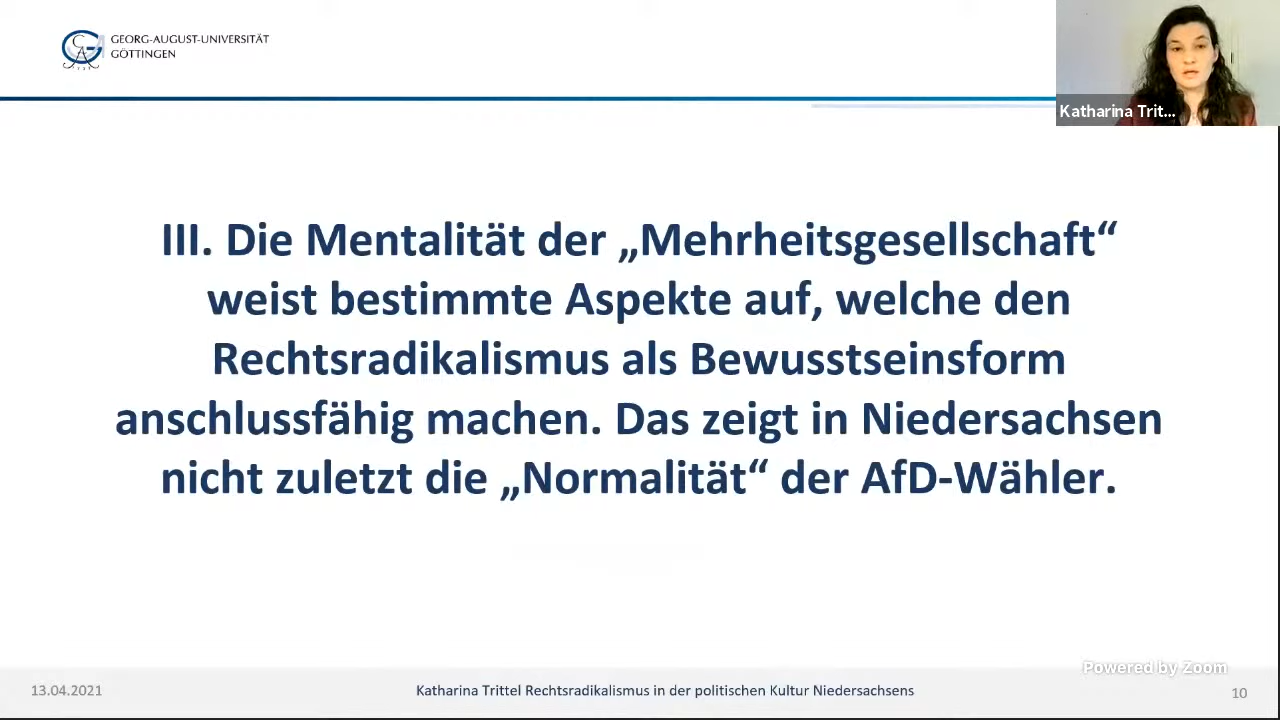 GEORG-AUGUST-UNIVERSITÄT
GÖTTINGEN
Katharina Trit...
III. Die Mentalität der „Mehrheitsgesellschaft“
weist bestimmte Aspekte auf, welche den
Rechtsradikalismus als Bewusstseinsform
anschlussfähig machen. Das zeigt in Niedersachsen
nicht zuletzt die „Normalität“ der AfD-Wähler.
Powered by Zoom
13.04.2021
Katharina Trittel Rechtsradikalismus in der politischen Kultur Niedersachsens
10